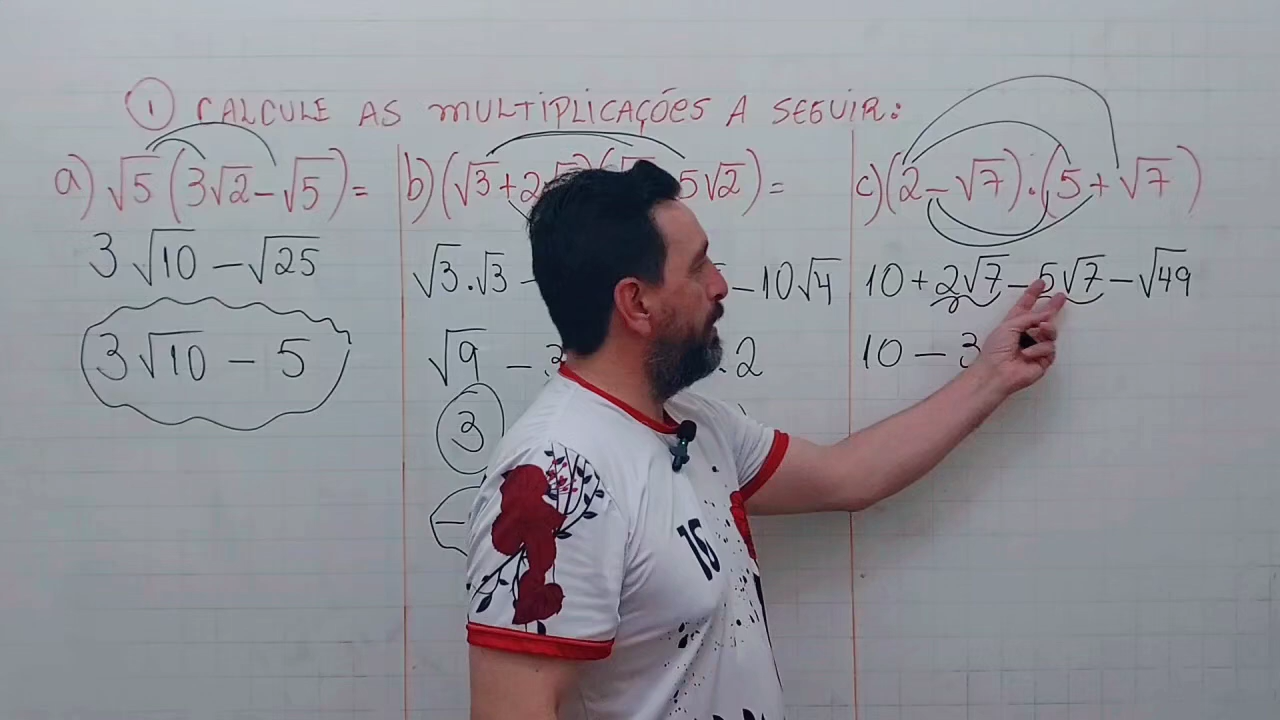 ① CALCULE AS MULTIPLICAÇÕES A SEGUIR:
a) √5 (3√2 - √5) =
3√10 - √25
3√10 - 5
b) (√3 + 2 5√2) =
√3.√3 - 10√4
√9 - 3 . 2
3
-
c) (2 - √7) . (5 + √7)
10 + 2√7 - 5√7 - √49
10 - 3
16